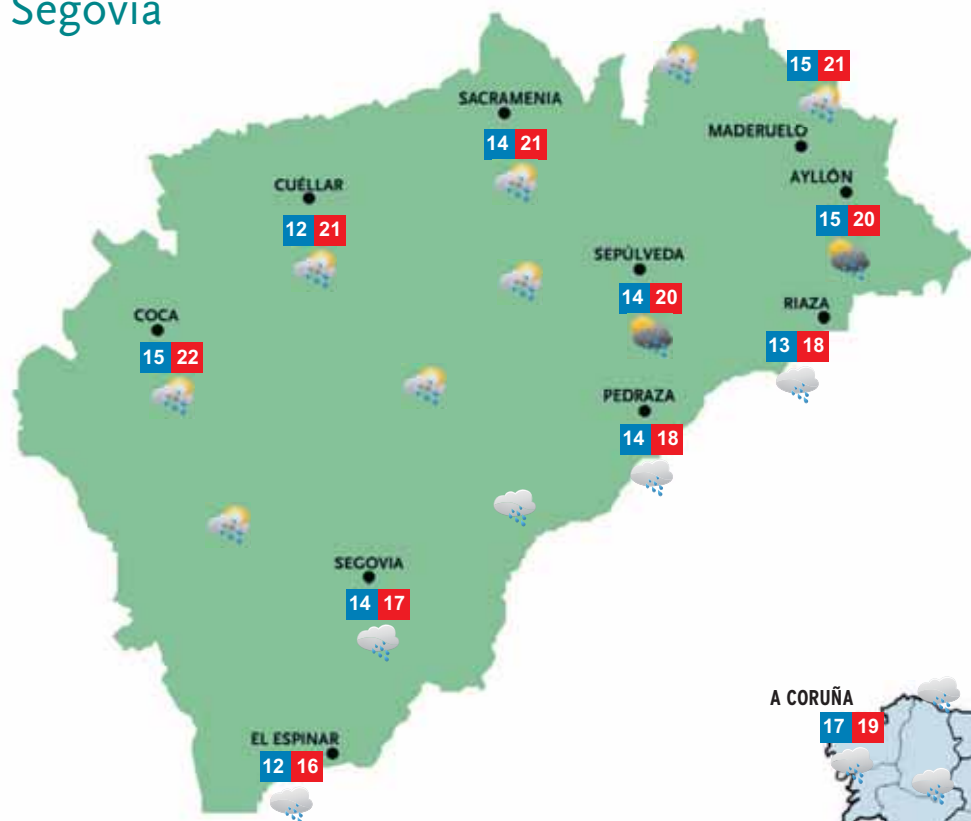 Segovia
15 21
SACRAMENIA
MADERUELO
14 21
AYLLÓN
CUÉLLAR
15 20
12 21
SEPÚLVEDA
14 20
RIAZA
COCA
13 18
15 22
PEDRAZA
14 18
SEGOVIA
14 17
A CORUÑA
17 19
EL ESPINAR
12 16